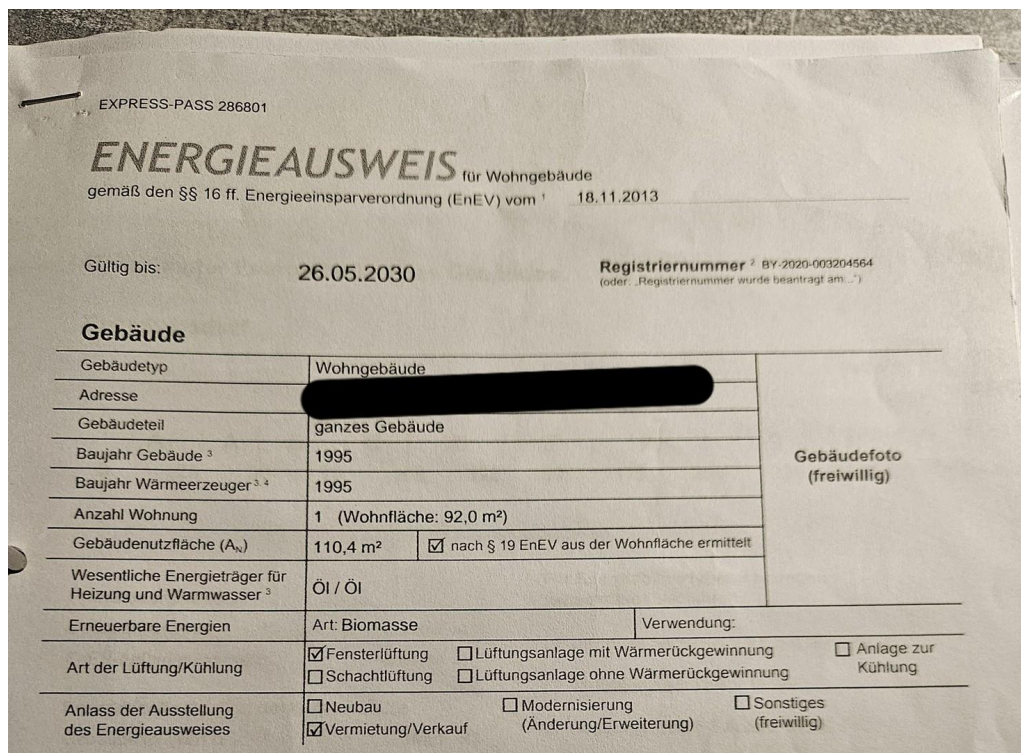 EXPRESS-PASS 286801
ENERGIEAUSWEIS für Wohngebäude
gemäß den §§ 16 ff. Energieeinsparverordnung (EnEV) vom ¹ 18.11.2013
Gültig bis: 26.05.2030 Registriernummer ² BY-2020-003204564
(oder: „Registriernummer wurde beantragt am...“)
Gebäude
Gebäudetyp Wohngebäude
Adresse
Gebäudeteil ganzes Gebäude
Baujahr Gebäude ³ 1995
Gebäudefoto
(freiwillig)
Baujahr Wärmeerzeuger ³· ⁴ 1995
Anzahl Wohnung 1 (Wohnfläche: 92,0 m²)
Gebäudenutzfläche (A_N) 110,4 m² ☑ nach § 19 EnEV aus der Wohnfläche ermittelt
Wesentliche Energieträger für
Heizung und Warmwasser ³ Öl / Öl
Erneuerbare Energien Art: Biomasse Verwendung:
Art der Lüftung/Kühlung ☑ Fensterlüftung ☐ Lüftungsanlage mit Wärmerückgewinnung ☐ Anlage zur
Kühlung
☐ Schachtlüftung ☐ Lüftungsanlage ohne Wärmerückgewinnung
Anlass der Ausstellung
des Energieausweises ☐ Neubau ☐ Modernisierung ☐ Sonstiges
☑ Vermietung/Verkauf (Änderung/Erweiterung) (freiwillig)